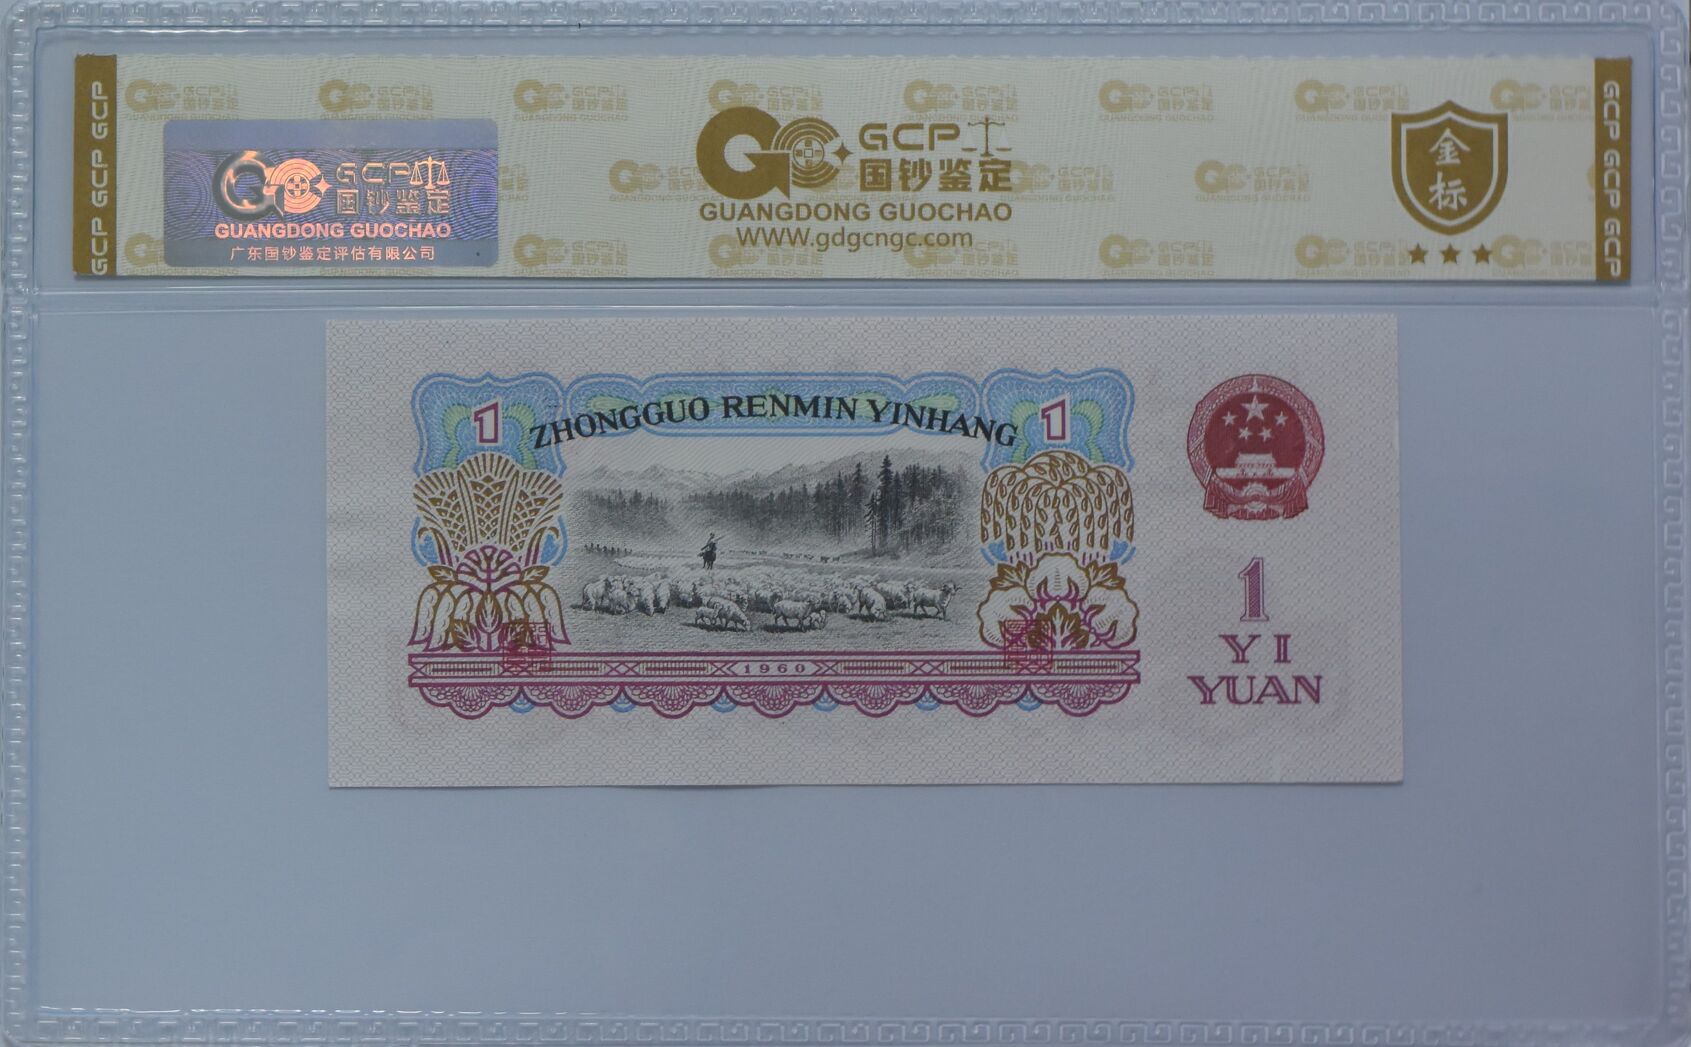 GCP GCP GCP
GCP
国钞鉴定
GUANGDONG GUOCHAO
广东国钞鉴定评估有限公司
GCP
国钞鉴定
GUANGDONG GUOCHAO
WWW.gdgcngc.com
金
标
GCP GCP GCP
1
ZHONGGUO RENMIN YINHANG
1
1960
1
YI
YUAN